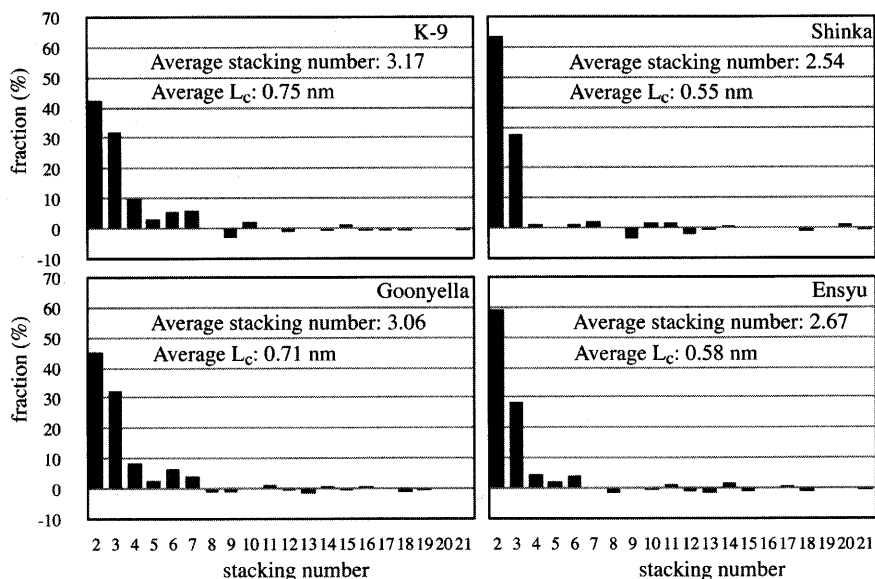 K-9
Average stacking number: 3.17
Average Lc: 0.75 nm
fraction (%)
70
60
50
40
30
20
10
0
-10
Shinka
Average stacking number: 2.54
Average Lc: 0.55 nm
Goonyella
Average stacking number: 3.06
Average Lc: 0.71 nm
fraction (%)
70
60
50
40
30
20
10
0
-10
2 3 4 5 6 7 8 9 10 11 12 13 14 15 16 17 18 19 20 21
stacking number
Ensyu
Average stacking number: 2.67
Average Lc: 0.58 nm
2 3 4 5 6 7 8 9 10 11 12 13 14 15 16 17 18 19 20 21
stacking number